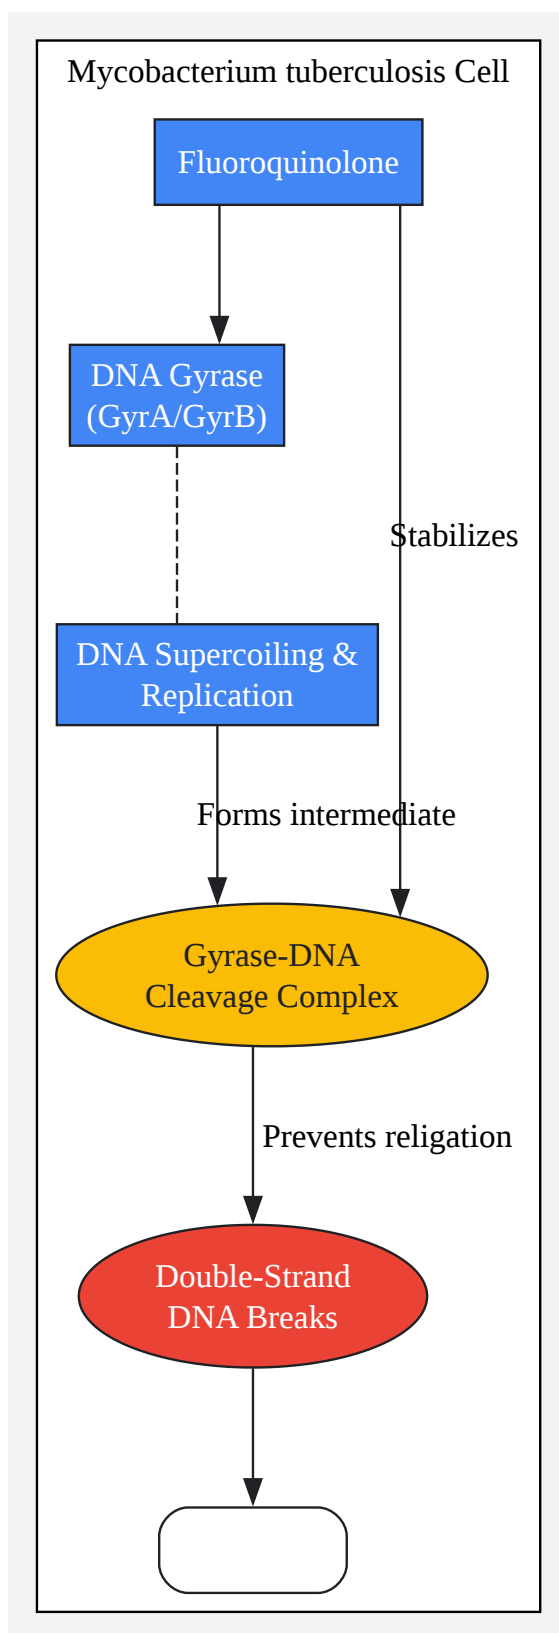 Mycobacterium tuberculosis Cell
Fluoroquinolone
DNA Gyrase
(GyrA/GyrB)
Stabilizes
DNA Supercoiling &
Replication
Forms intermediate
Gyrase-DNA
Cleavage Complex
Prevents religation
Double-Strand
DNA Breaks